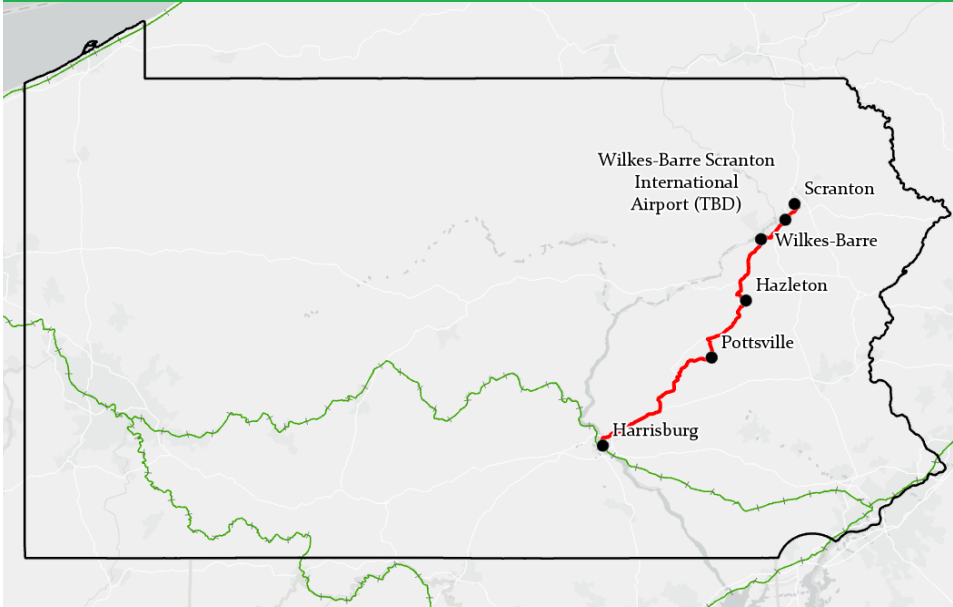 Wilkes-Barre Scranton
International
Airport (TBD)
Scranton
Wilkes-Barre
Hazleton
Pottsville
Harrisburg